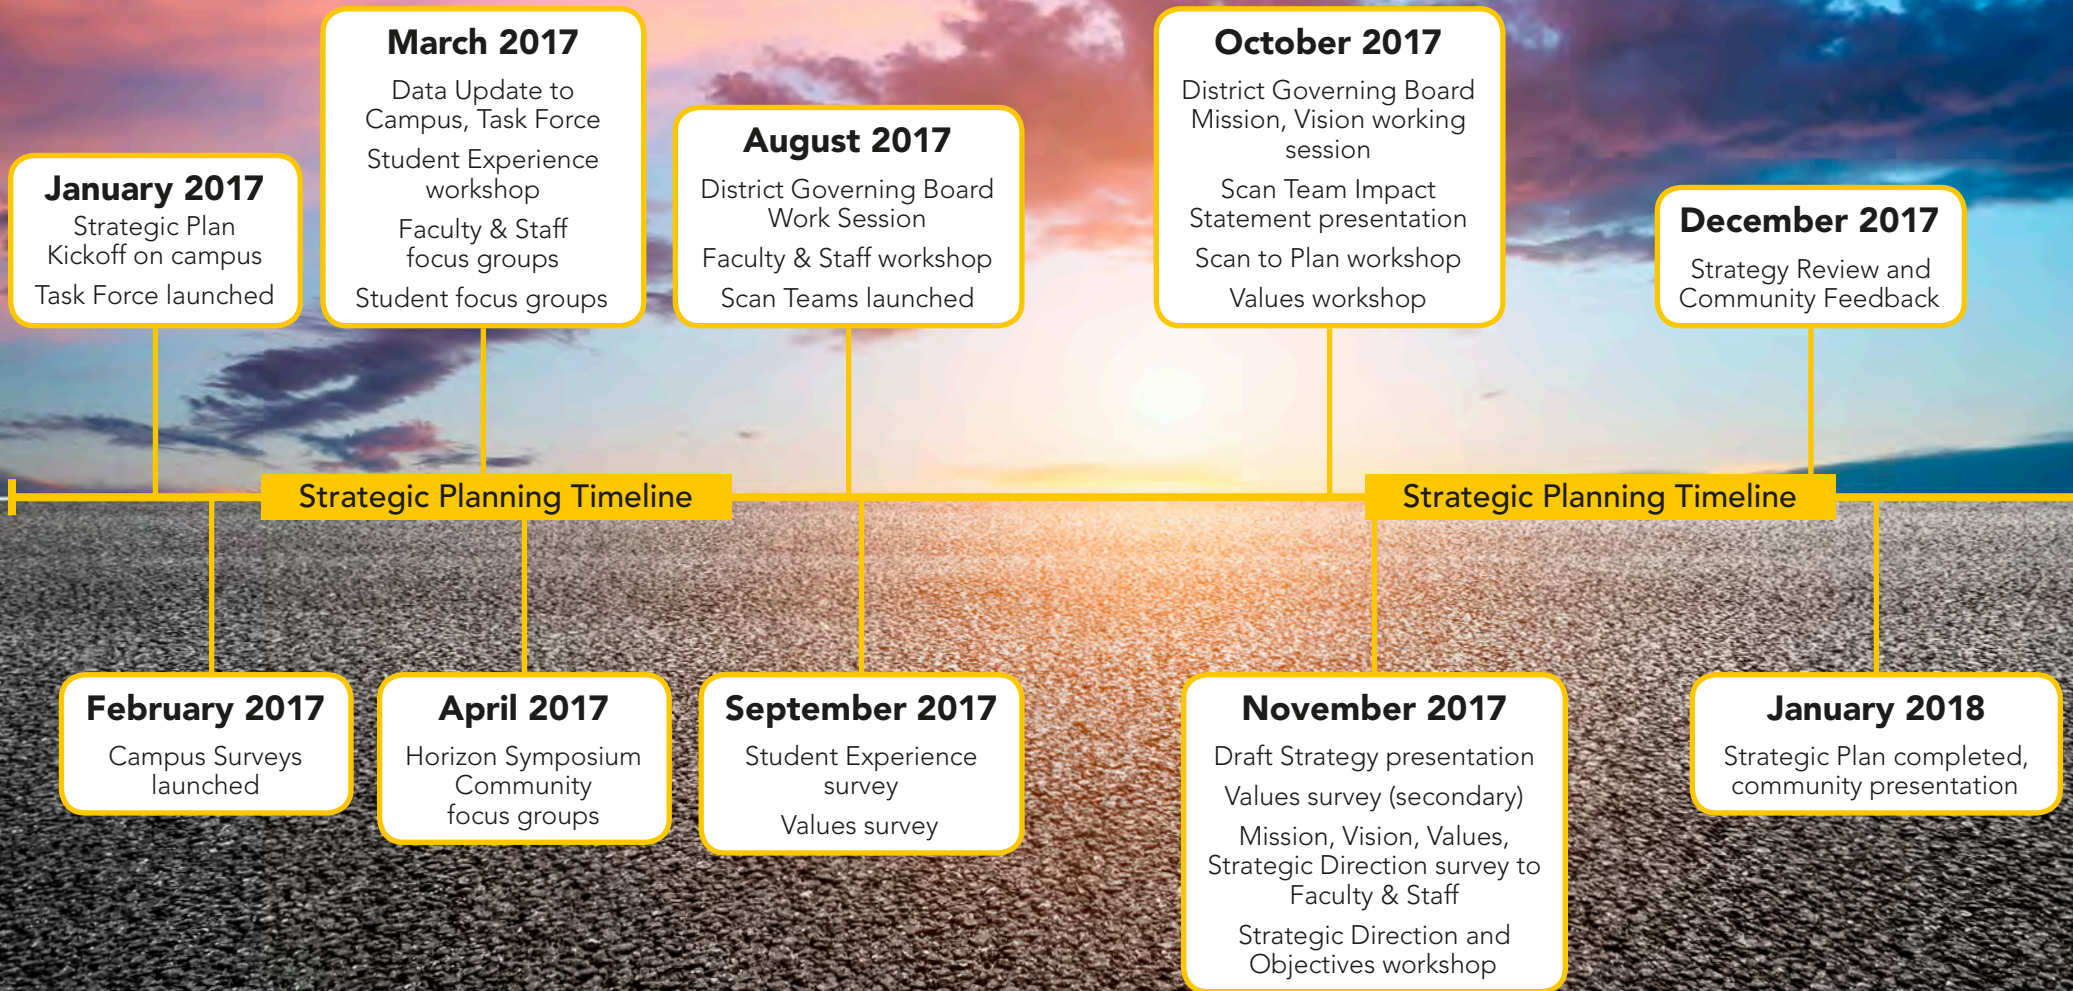 January 2017
Strategic Plan
Kickoff on campus
Task Force launched
March 2017
Data Update to
Campus, Task Force
Student Experience
workshop
Faculty & Staff
focus groups
Student focus groups
August 2017
District Governing Board
Work Session
Faculty & Staff workshop
Scan Teams launched
October 2017
District Governing Board
Mission, Vision working
session
Scan Team Impact
Statement presentation
Scan to Plan workshop
Values workshop
December 2017
Strategy Review and
Community Feedback
Strategic Planning Timeline
Strategic Planning Timeline
February 2017
Campus Surveys
launched
April 2017
Horizon Symposium
Community
focus groups
September 2017
Student Experience
survey
Values survey
November 2017
Draft Strategy presentation
Values survey (secondary)
Mission, Vision, Values,
Strategic Direction survey to
Faculty & Staff
Strategic Direction and
Objectives workshop
January 2018
Strategic Plan completed,
community presentation